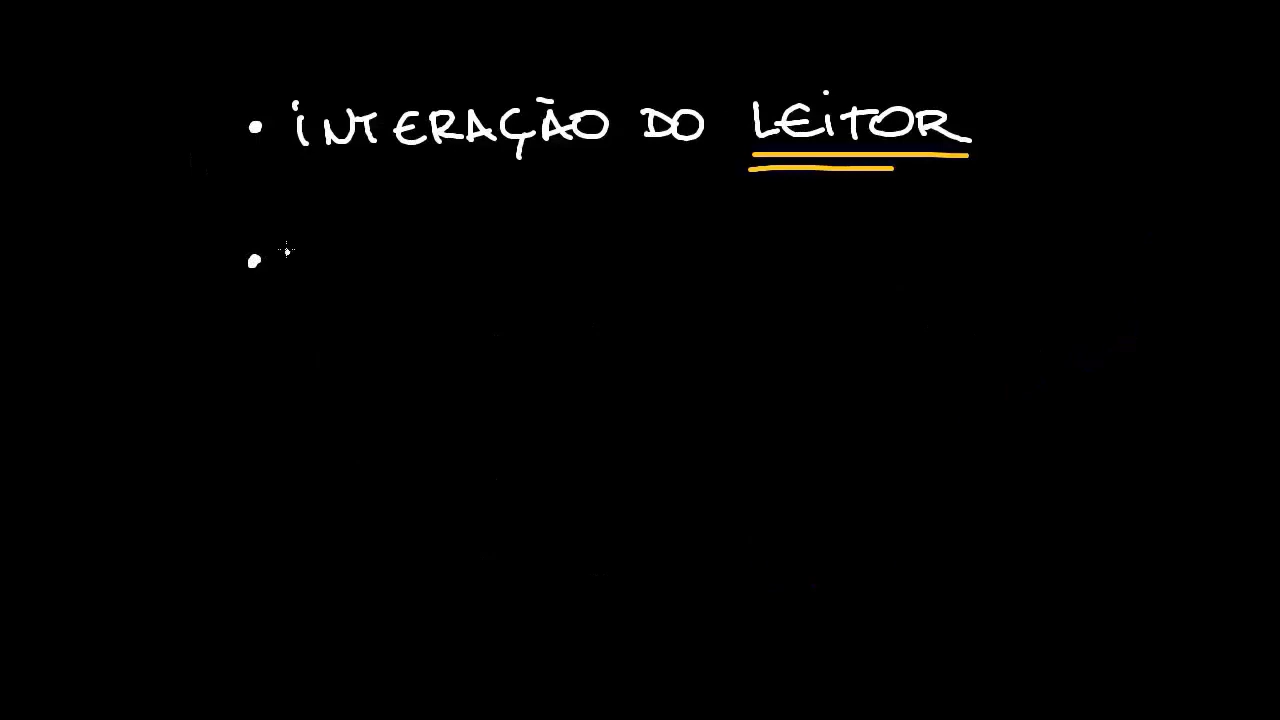 • INTERAÇÃO DO LEITOR
•